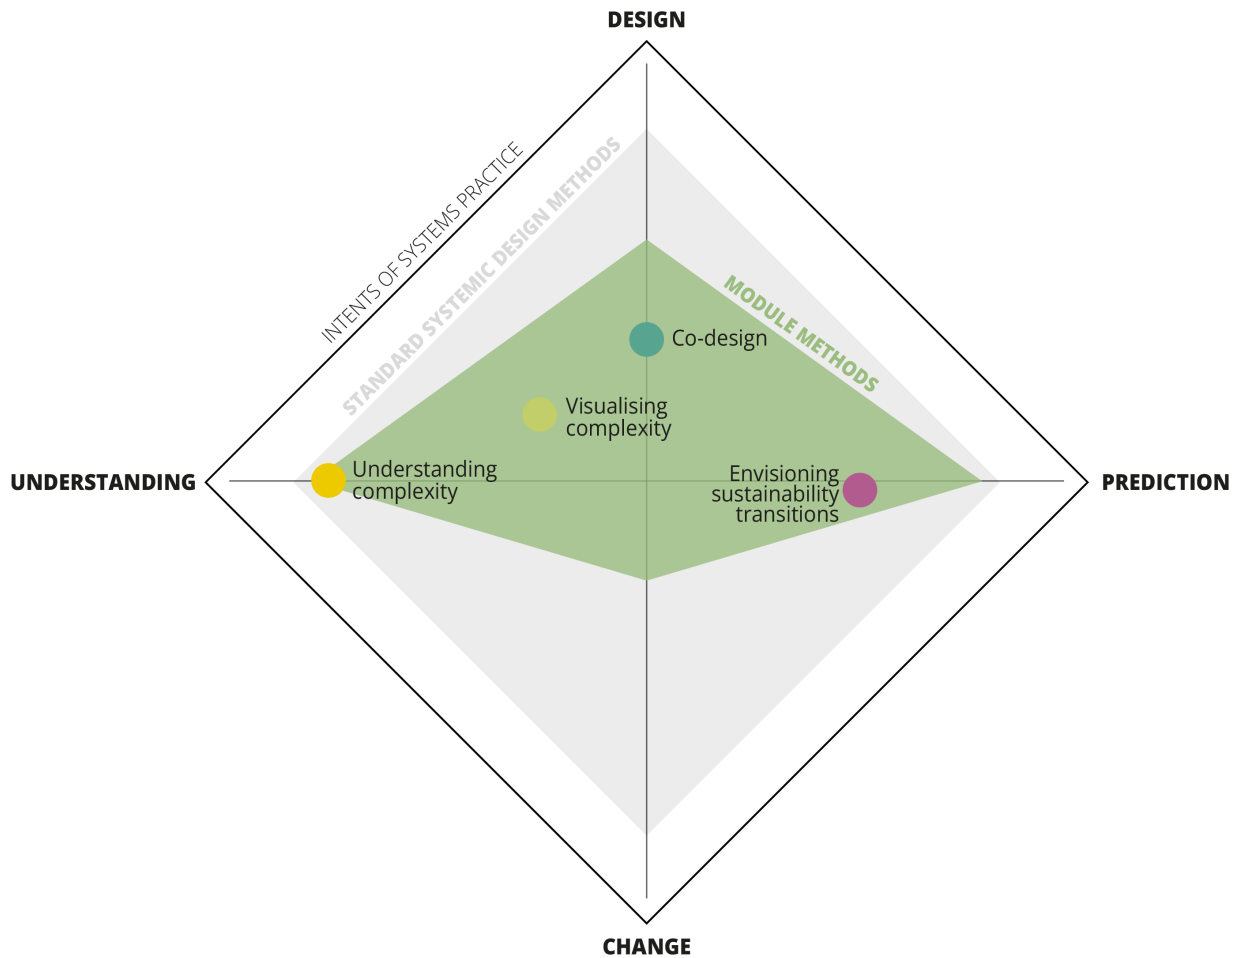 DESIGN
INTENTS OF SYSTEMS PRACTICE
STANDARD SYSTEMIC DESIGN METHODS
MODULE METHODS
Co-design
Visualising
complexity
Understanding
complexity
Envisioning
sustainability
transitions
UNDERSTANDING
PREDICTION
CHANGE